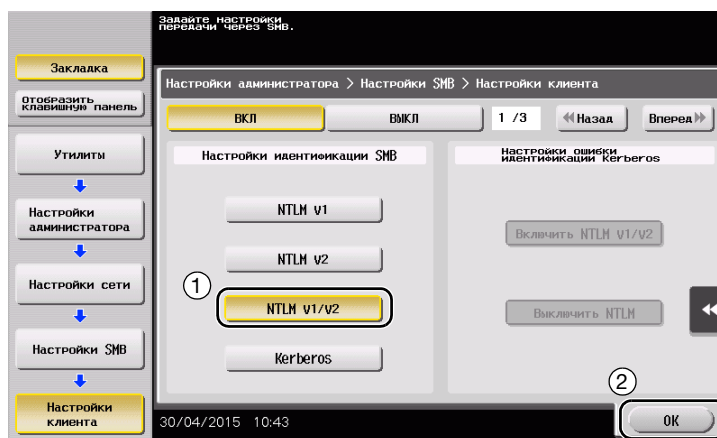 Задайте настройки
передачи через SMB.
Закладка
Отобразить
клавишную панель
Утилиты
Настройки
администратора
Настройки сети
Настройки SMB
Настройки
клиента
Настройки администратора > Настройки SMB > Настройки клиента
ВКЛ
ВЫКЛ
1 /3
Назад
Вперед
Настройки идентификации SMB
NTLM v1
NTLM v2
1
NTLM v1/v2
Kerberos
Настройки ошибки
идентификации Kerberos
Включить NTLM v1/v2
Выключить NTLM
2
30/04/2015 10:43
OK